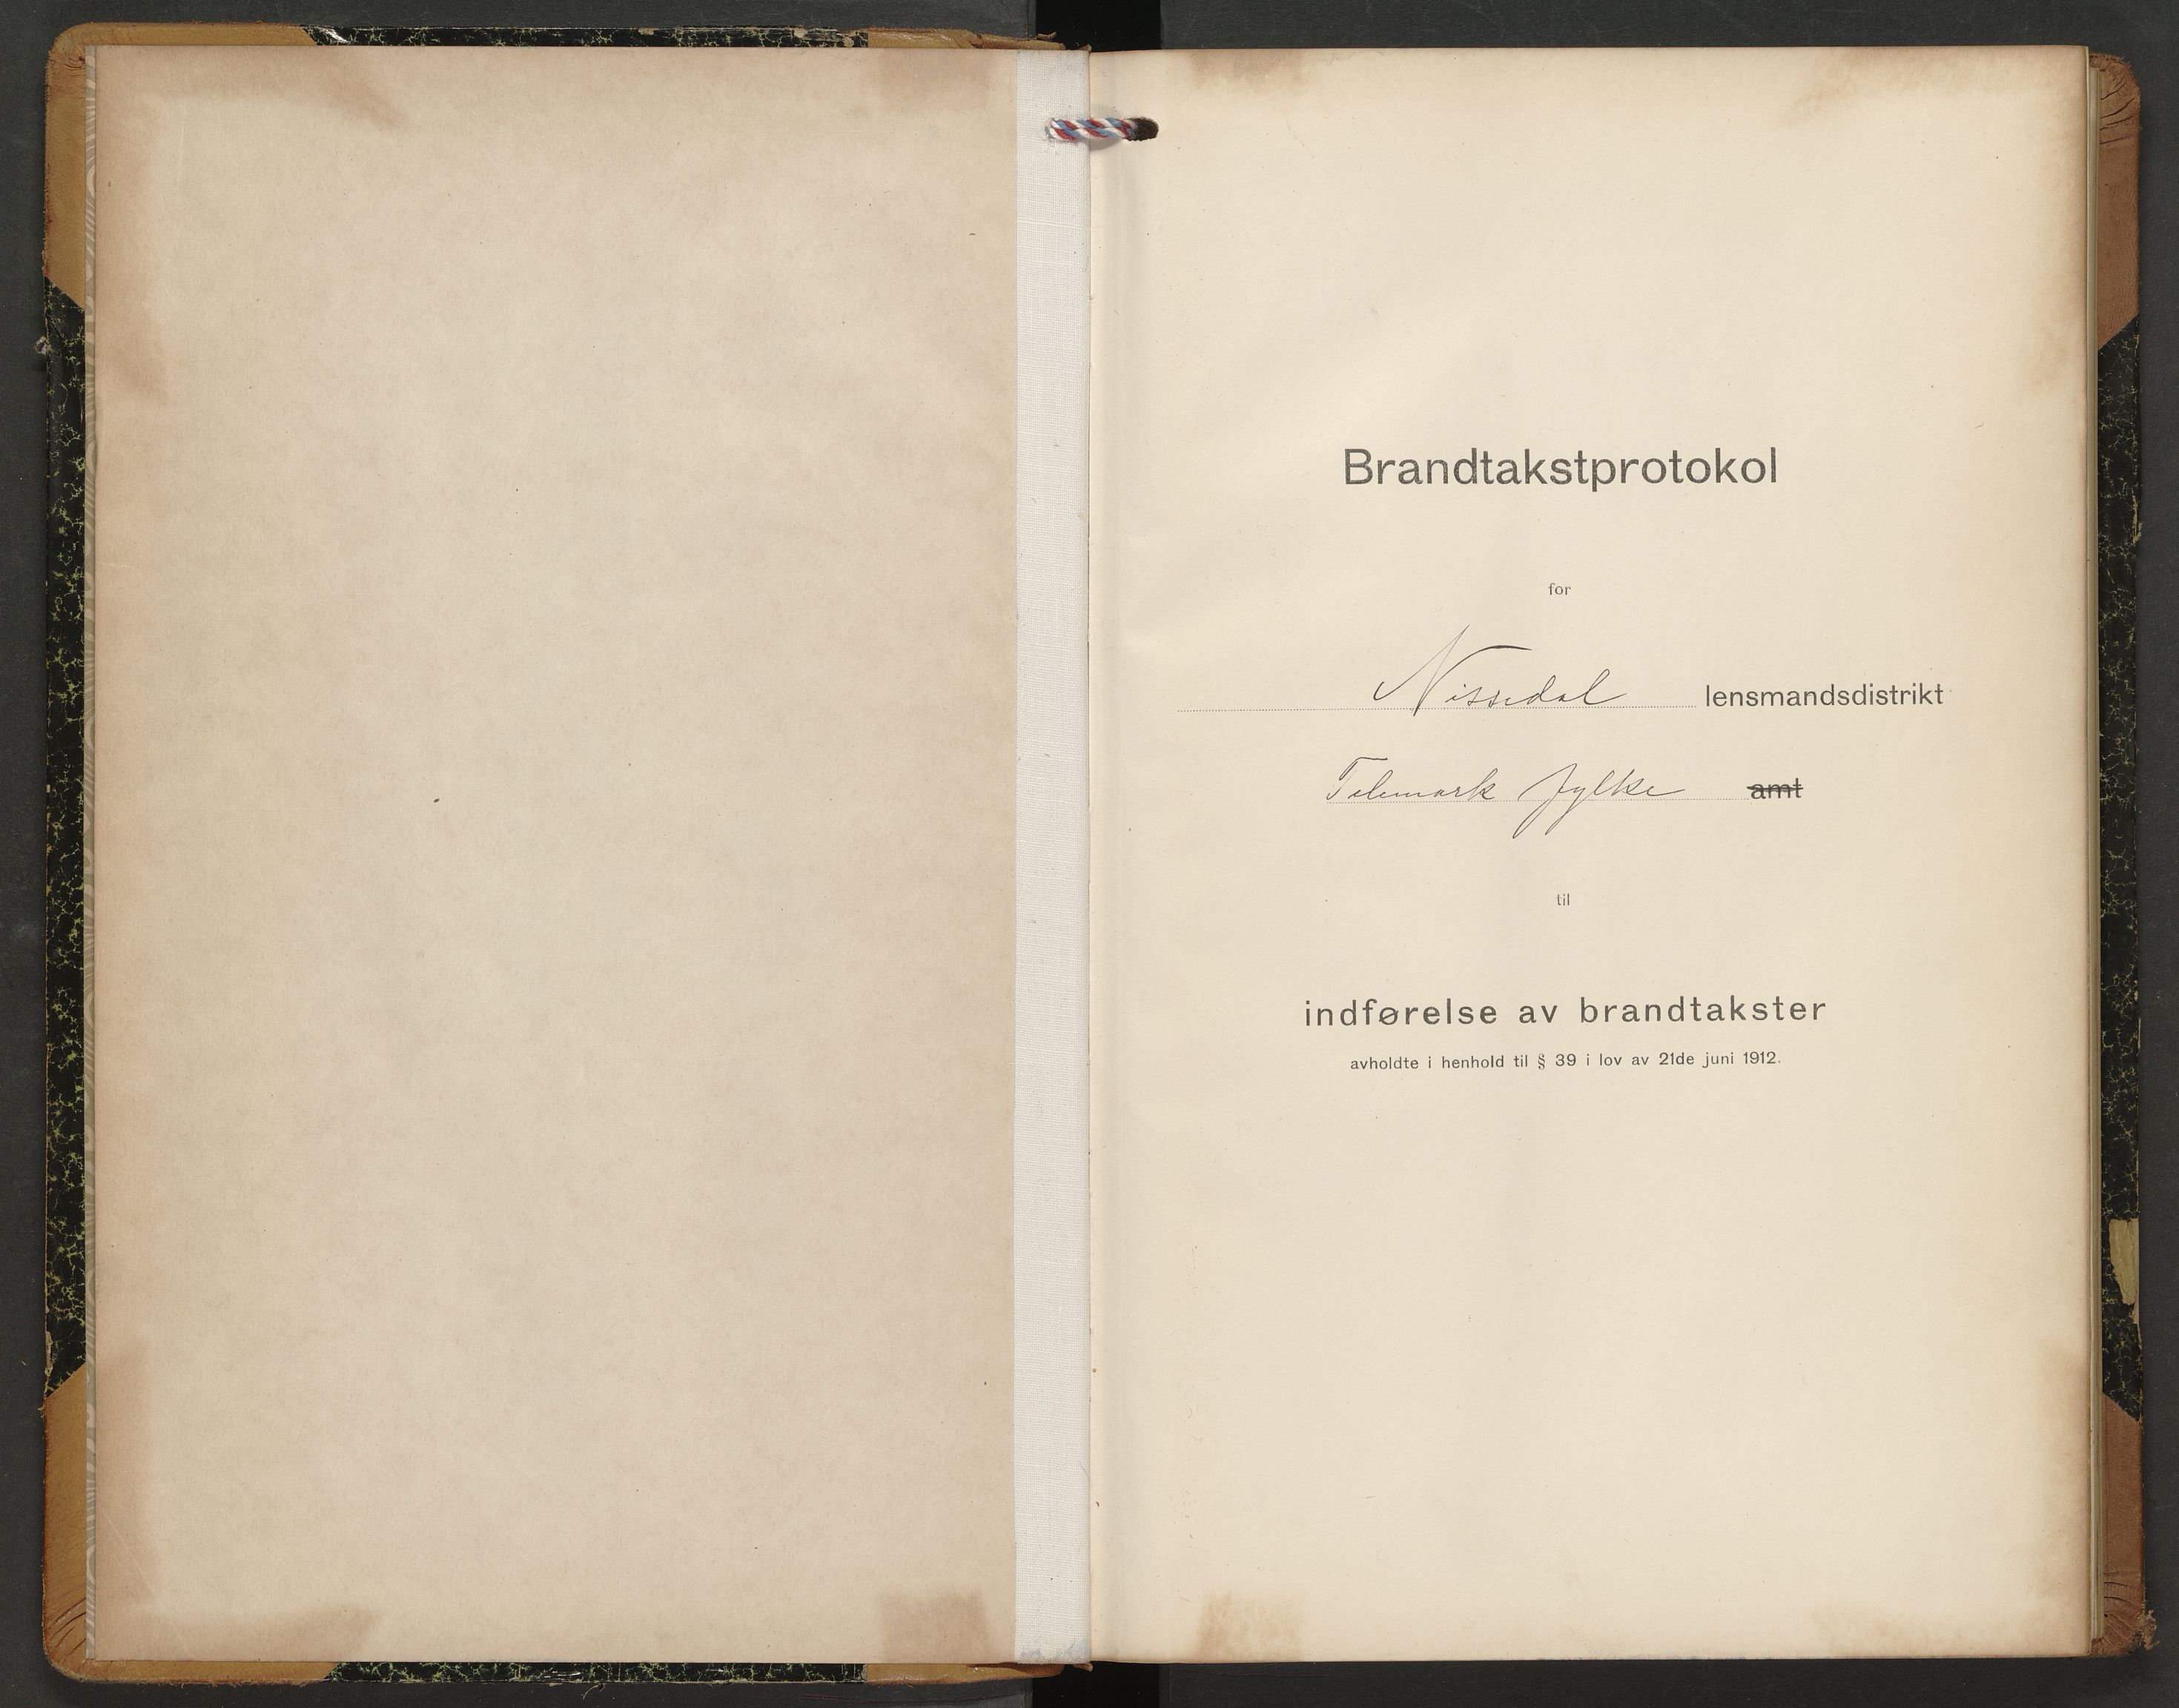 Brandtakstprotokol
for
Nissedal lensmandsdistrikt
Telemark fylke amt
til
indførelse av brandtakster
avholdte i henhold til § 39 i lov av 21de juni 1912.